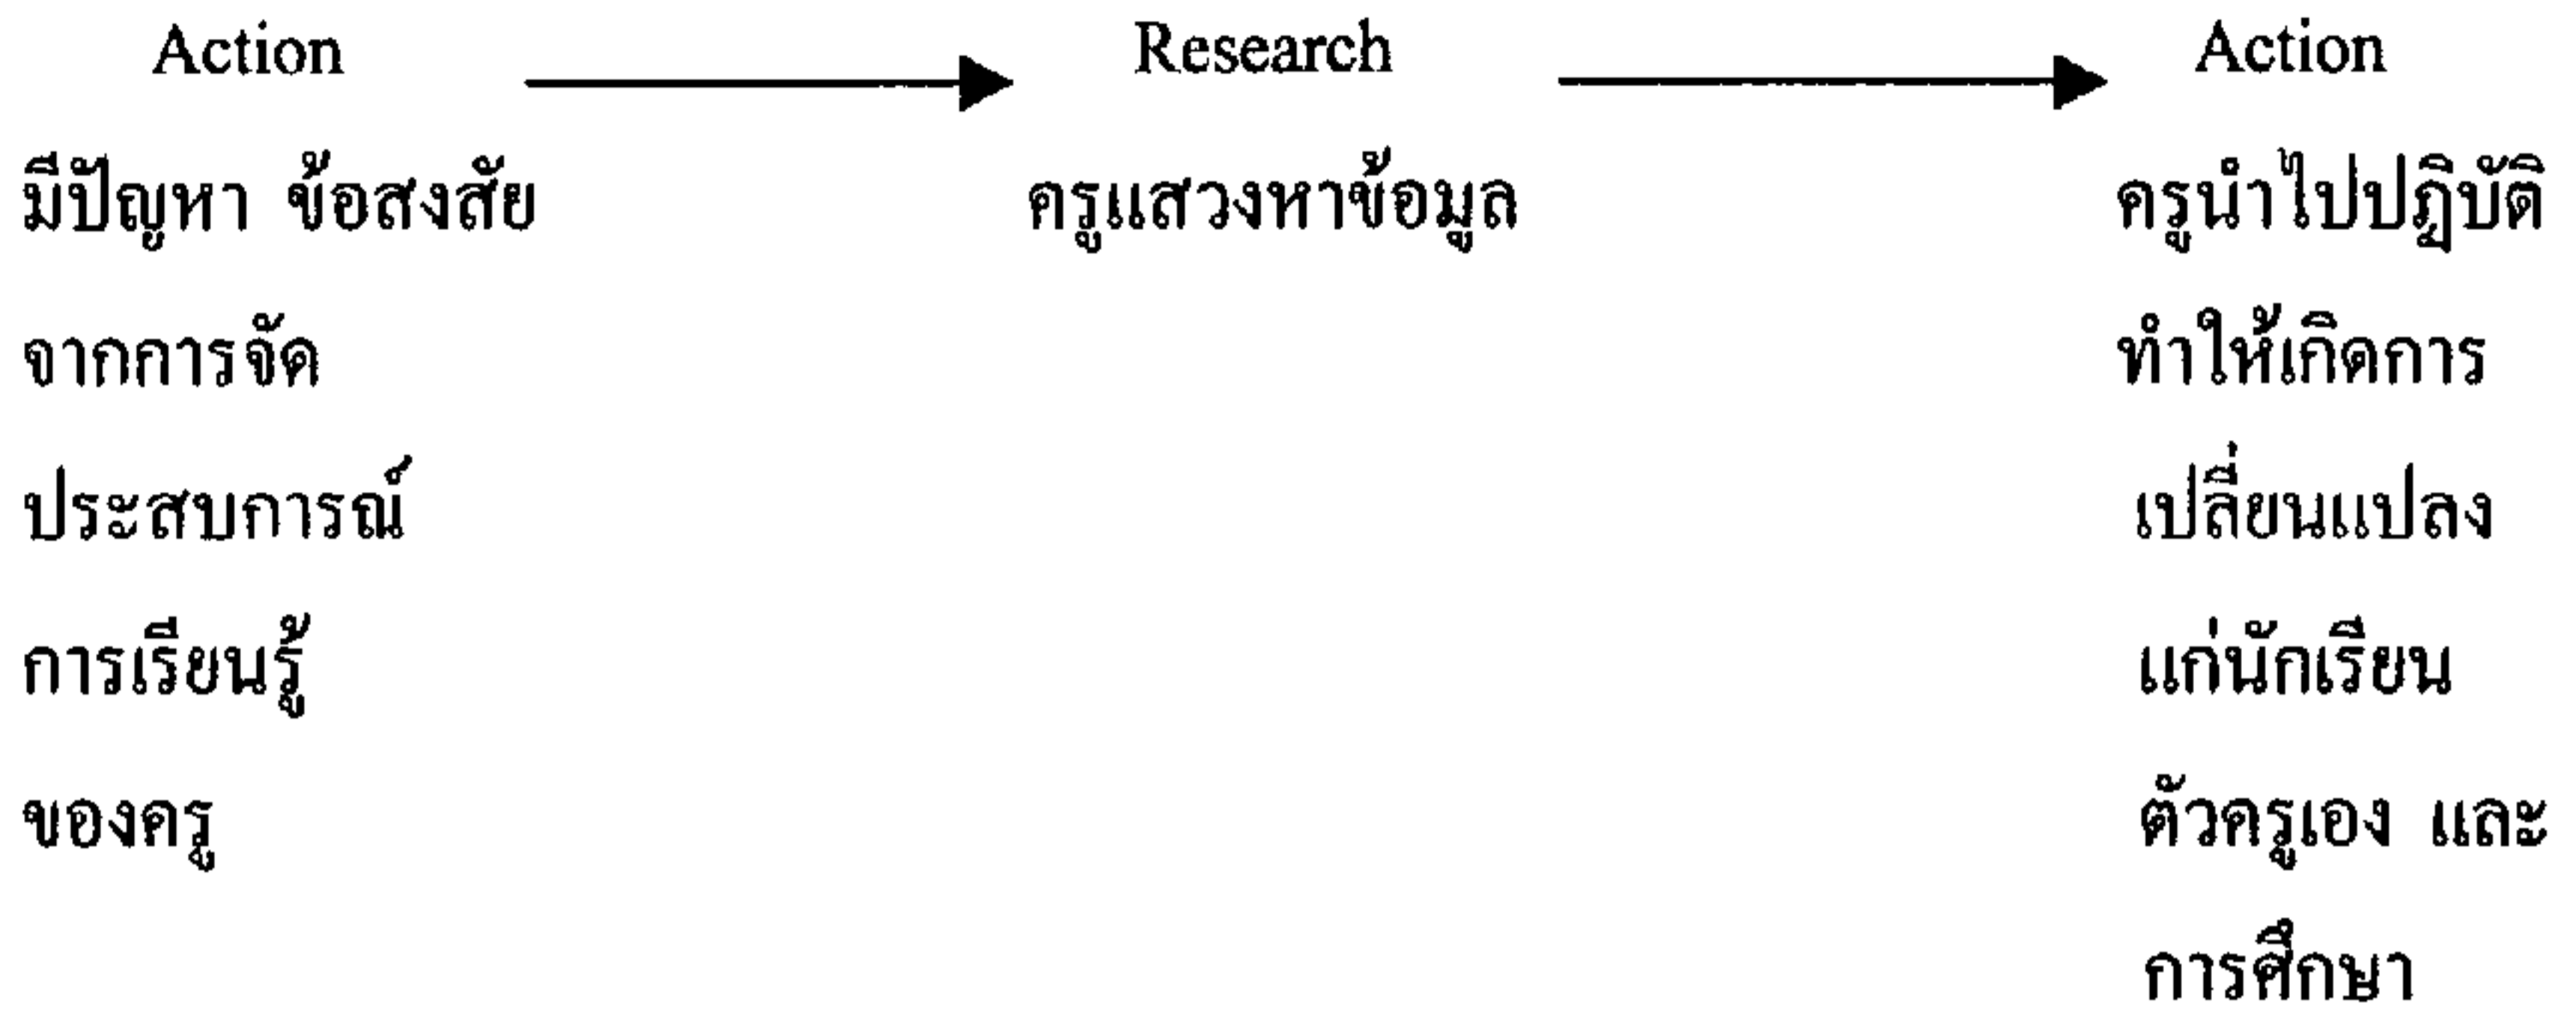 Action Research Action
มีปัญหา ข้อสงสัย ครูแสวงหาข้อมูล ครูนำไปปฏิบัติ
จากการจัด ทำให้เกิดการ
ประสบการณ์ เปลี่ยนแปลง
การเรียนรู้ แก่นักเรียน
ของครู ตัวครูเอง และ
การศึกษา